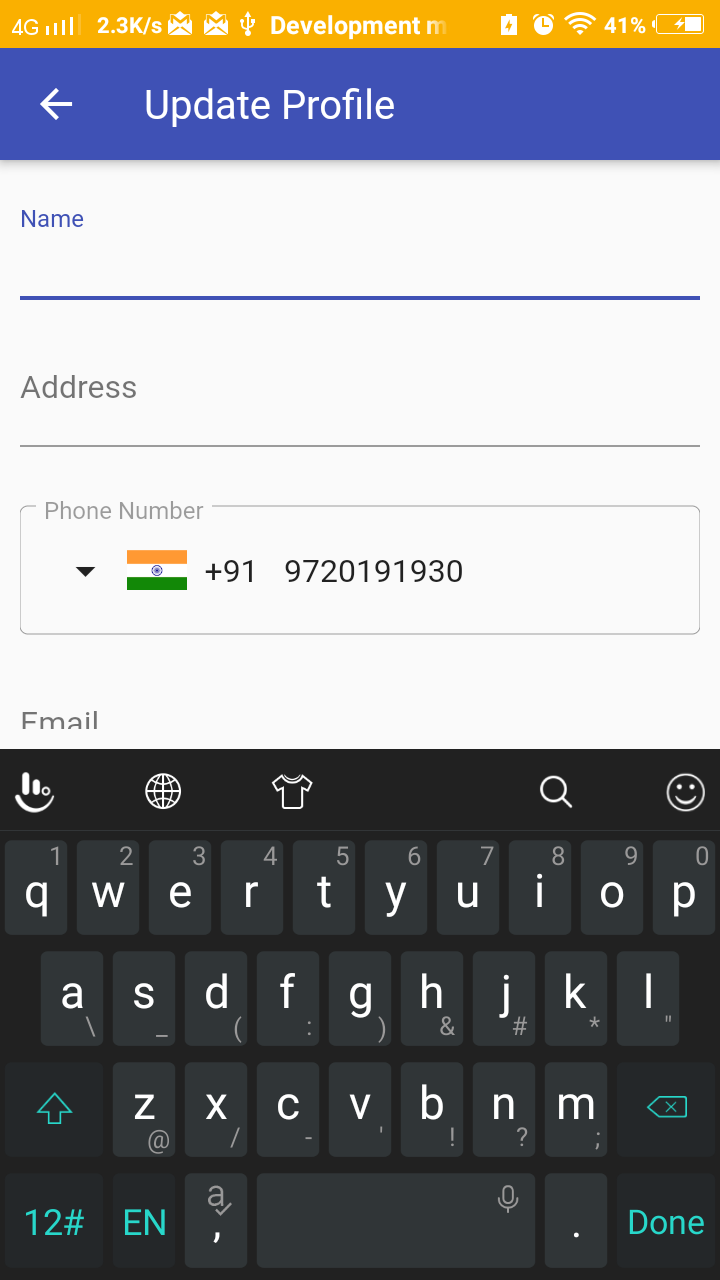 4G 2.3K/s Development m 41%
Update Profile
Name
Address
Phone Number
+91 9720191930
Email
1 2 3 4 5 6 7 8 9 0
q w e r t y u i o p
a s d f g h j k l
\ _ ( : ) & # * "
z x c v b n m
@ / - ' ! ? ;
12# EN a , . Done